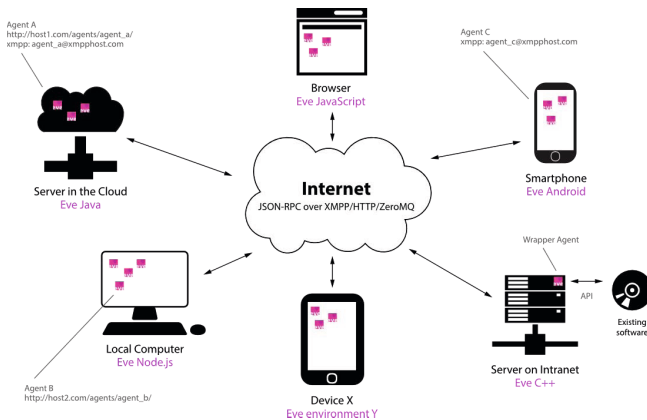 Agent A
http://host1.com/agents/agent_a/
xmpp: agent_a@xmpphost.com
Agent C
xmpp: agent_c@xmpphost.com
Browser
Eve JavaScript
Server in the Cloud
Eve Java
Internet
JSON-RPC over XMPP/HTTP/ZeroMQ
Smartphone
Eve Android
Wrapper Agent
API
Existing
software
Local Computer
Eve Node.js
Server on Intranet
Eve C++
Agent B
http://host2.com/agents/agent_b/
Device X
Eve environment Y